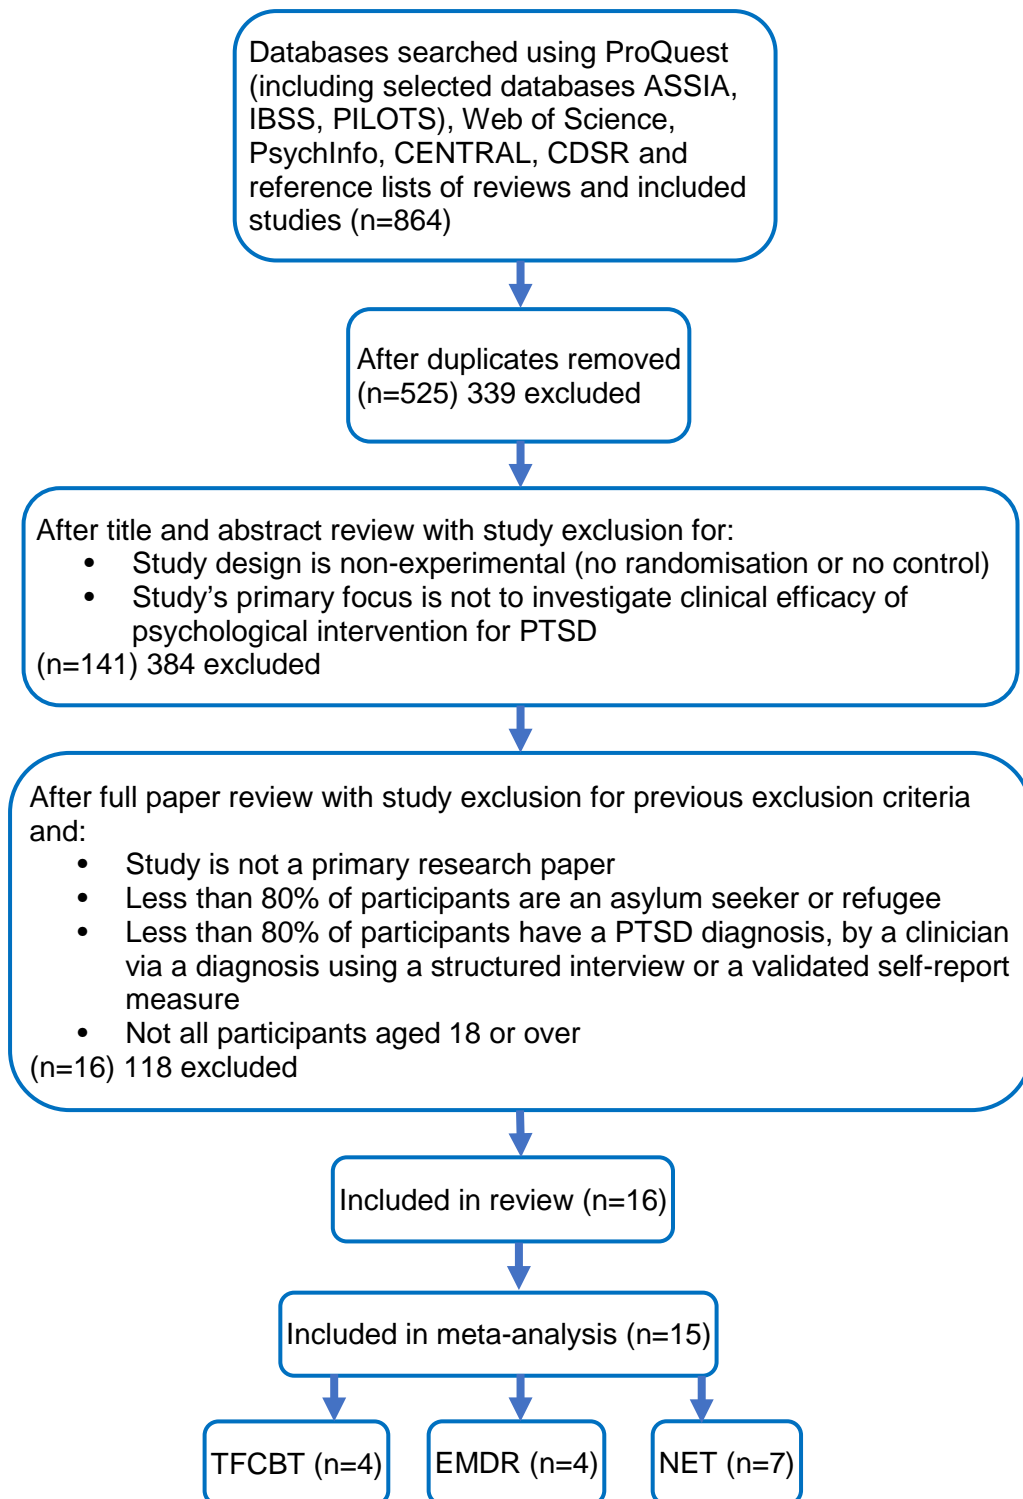 Databases searched using ProQuest
(including selected databases ASSIA,
IBSS, PILOTS), Web of Science,
PsychInfo, CENTRAL, CDSR and
reference lists of reviews and included
studies (n=864)
After duplicates removed
(n=525) 339 excluded
After title and abstract review with study exclusion for:
• Study design is non-experimental (no randomisation or no control)
• Study’s primary focus is not to investigate clinical efficacy of
psychological intervention for PTSD
(n=141) 384 excluded
After full paper review with study exclusion for previous exclusion criteria
and:
• Study is not a primary research paper
• Less than 80% of participants are an asylum seeker or refugee
• Less than 80% of participants have a PTSD diagnosis, by a clinician
via a diagnosis using a structured interview or a validated self-report
measure
• Not all participants aged 18 or over
(n=16) 118 excluded
Included in review (n=16)
Included in meta-analysis (n=15)
TFCBT (n=4)
EMDR (n=4)
NET (n=7)